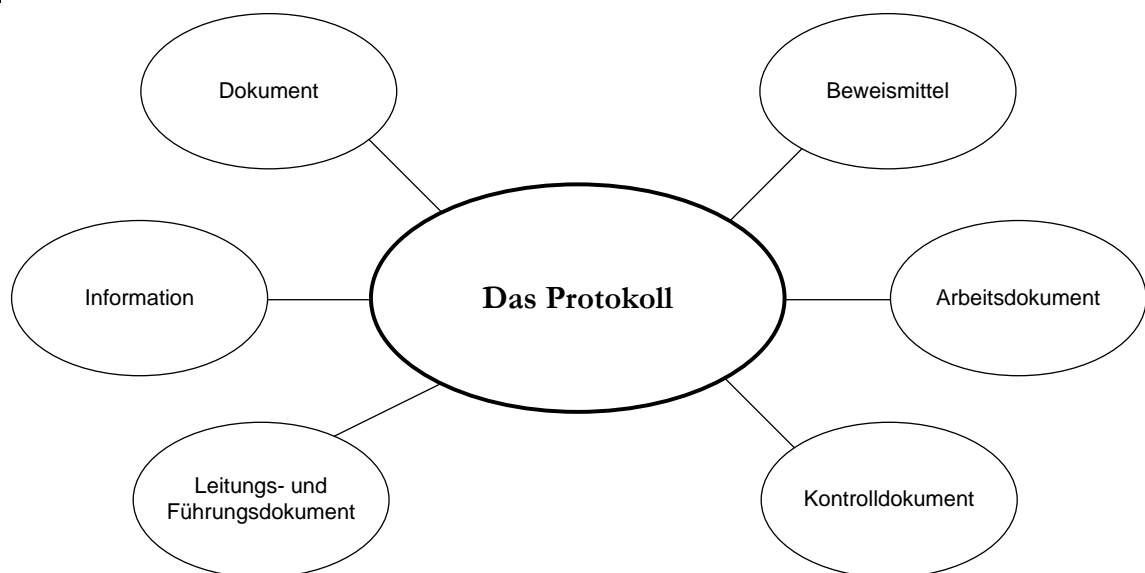 Dokument
Beweismittel
Information
Das Protokoll
Arbeitsdokument
Leitungs- und
Führungsdokument
Kontrolldokument